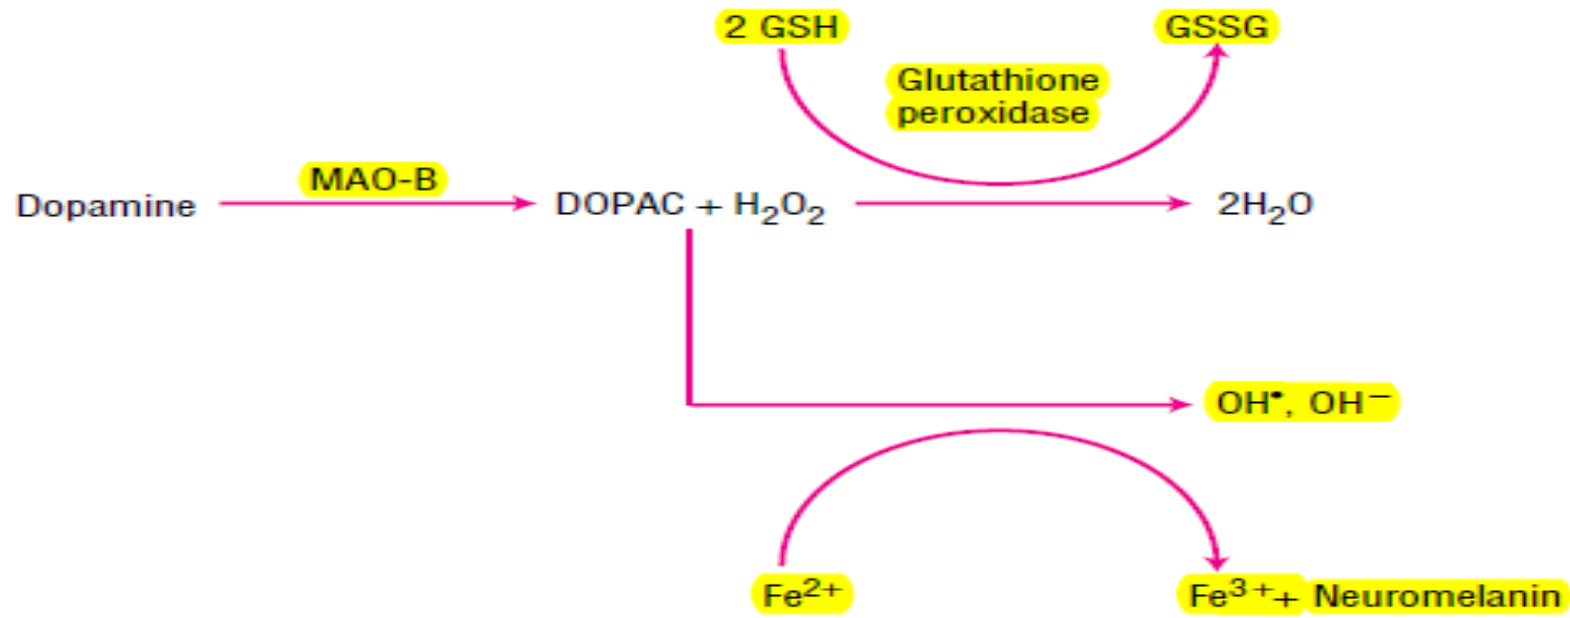 2 GSH GSSG
Glutathione
peroxidase
MAO-B
Dopamine DOPAC + H₂O₂ 2H₂O
OH•, OH−
Fe²⁺ Fe³⁺+ Neuromelanin